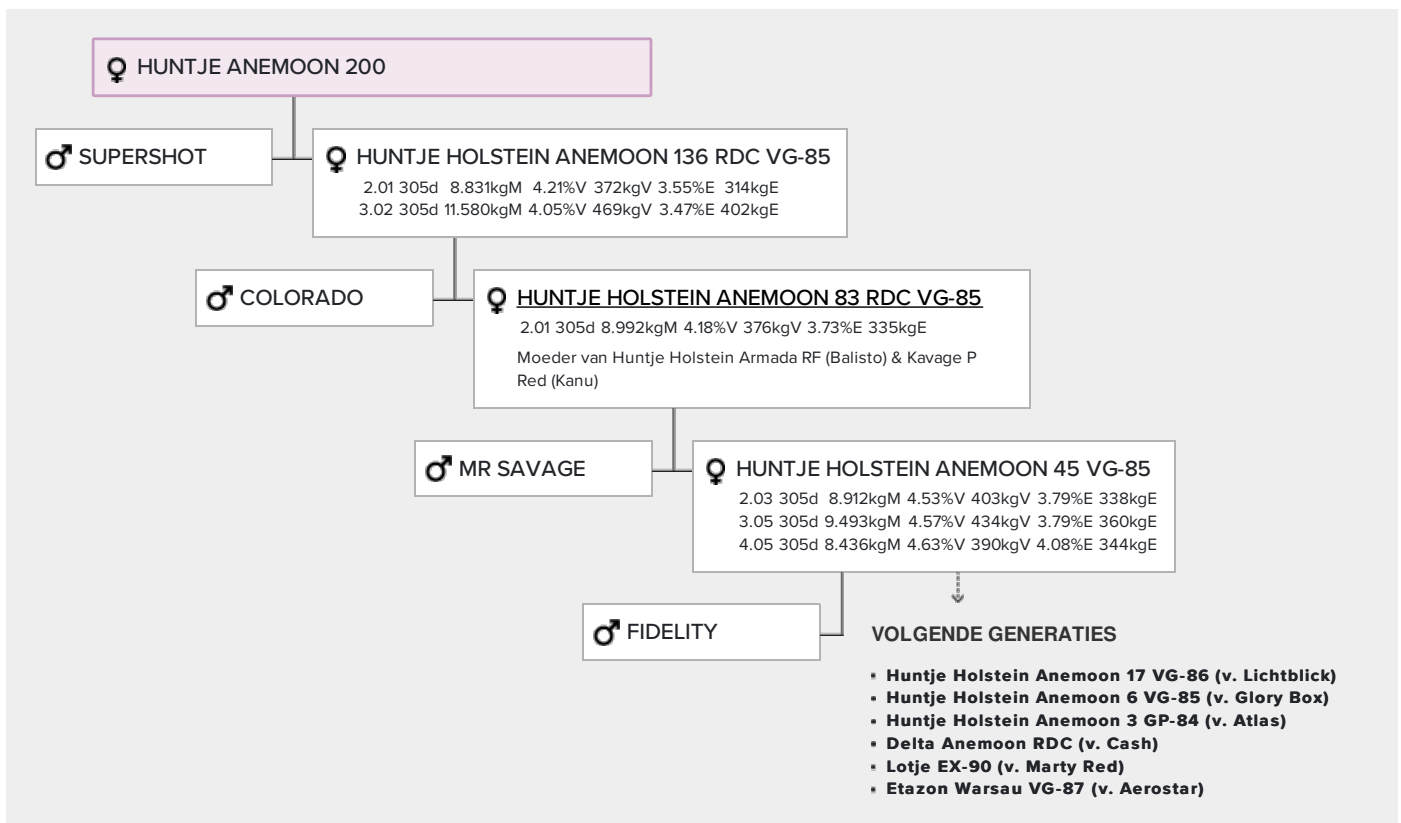 HUNTJE ANEMOON 200
SUPERSHOT
HUNTJE HOLSTEIN ANEMOON 136 RDC VG-85
2.01 305d 8.831kgM 4.21%V 372kgV 3.55%E 314kgE
3.02 305d 11.580kgM 4.05%V 469kgV 3.47%E 402kgE
COLORADO
HUNTJE HOLSTEIN ANEMOON 83 RDC VG-85
2.01 305d 8.992kgM 4.18%V 376kgV 3.73%E 335kgE
Moeder van Huntje Holstein Armada RF (Balisto) & Kavage P
Red (Kanu)
MR SAVAGE
HUNTJE HOLSTEIN ANEMOON 45 VG-85
2.03 305d 8.912kgM 4.53%V 403kgV 3.79%E 338kgE
3.05 305d 9.493kgM 4.57%V 434kgV 3.79%E 360kgE
4.05 305d 8.436kgM 4.63%V 390kgV 4.08%E 344kgE
FIDELITY
VOLGENDE GENERATIES
Huntje Holstein Anemoon 17 VG-86 (v. Lichtblick)
Huntje Holstein Anemoon 6 VG-85 (v. Glory Box)
Huntje Holstein Anemoon 3 GP-84 (v. Atlas)
Delta Anemoon RDC (v. Cash)
Lotje EX-90 (v. Marty Red)
Etazon Warsau VG-87 (v. Aerostar)